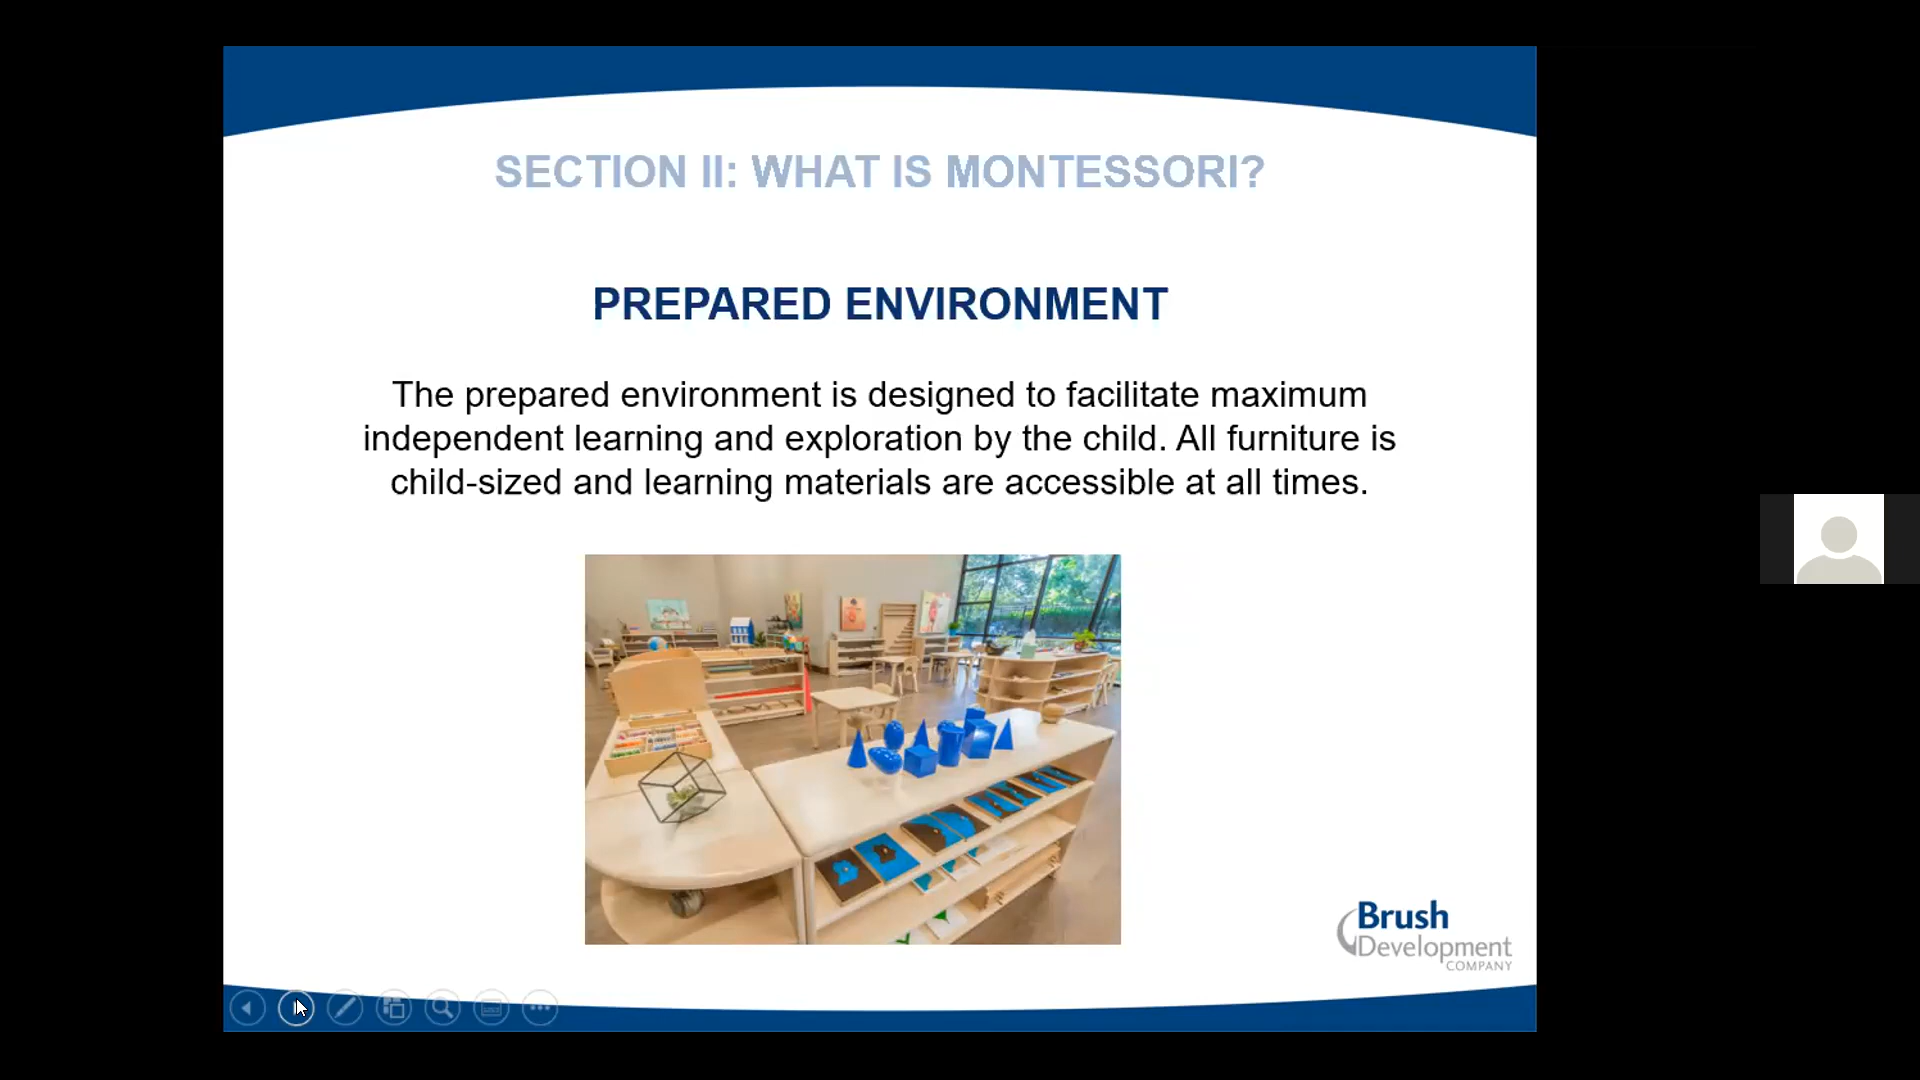 SECTION II: WHAT IS MONTESSORI?
PREPARED ENVIRONMENT
The prepared environment is designed to facilitate maximum
independent learning and exploration by the child. All furniture is
child-sized and learning materials are accessible at all times.
Brush
Development
COMPANY